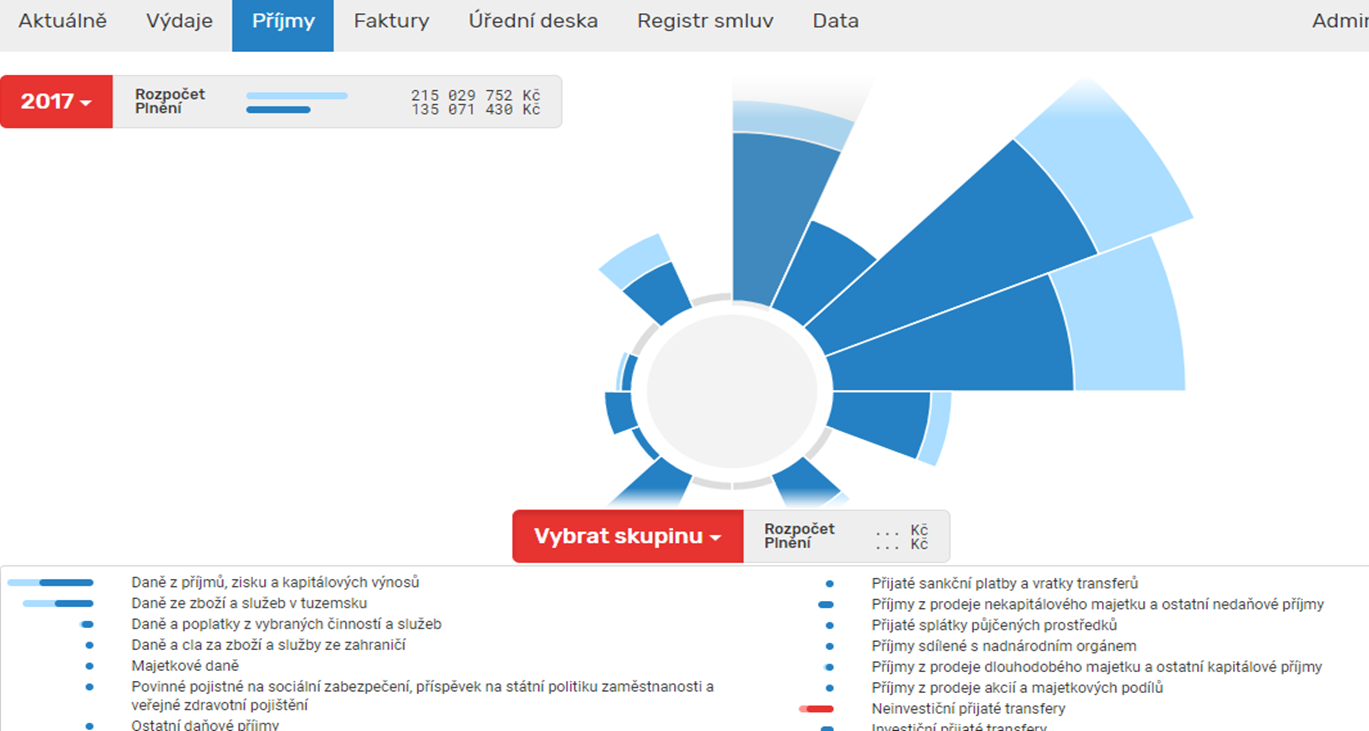 Aktuálně Výdaje Příjmy Faktury Úřední deska Registr smluv Data
2017
Rozpočet 215 029 752 Kč
Plnění 135 071 430 Kč
Vybrat skupinu
Rozpočet ... Kč
Plnění ... Kč
Daně z příjmů, zisku a kapitálových výnosů
Daně ze zboží a služeb v tuzemsku
Daně a poplatky z vybraných činností a služeb
Daně a cla za zboží a služby ze zahraničí
Majetkové daně
Povinné pojistné na sociální zabezpečení, příspěvek na státní politiku zaměstnanosti a
veřejné zdravotní pojištění
Ostatní daňové příjmy
Přijaté sankční platby a vratky transferů
Příjmy z prodeje nekapitálového majetku a ostatní nedaňové příjmy
Přijaté splátky půjčených prostředků
Příjmy sdílené s nadnárodním orgánem
Příjmy z prodeje dlouhodobého majetku a ostatní kapitálové příjmy
Příjmy z prodeje akcií a majetkových podílů
Neinvestiční přijaté transfery
Investiční přijaté transfery